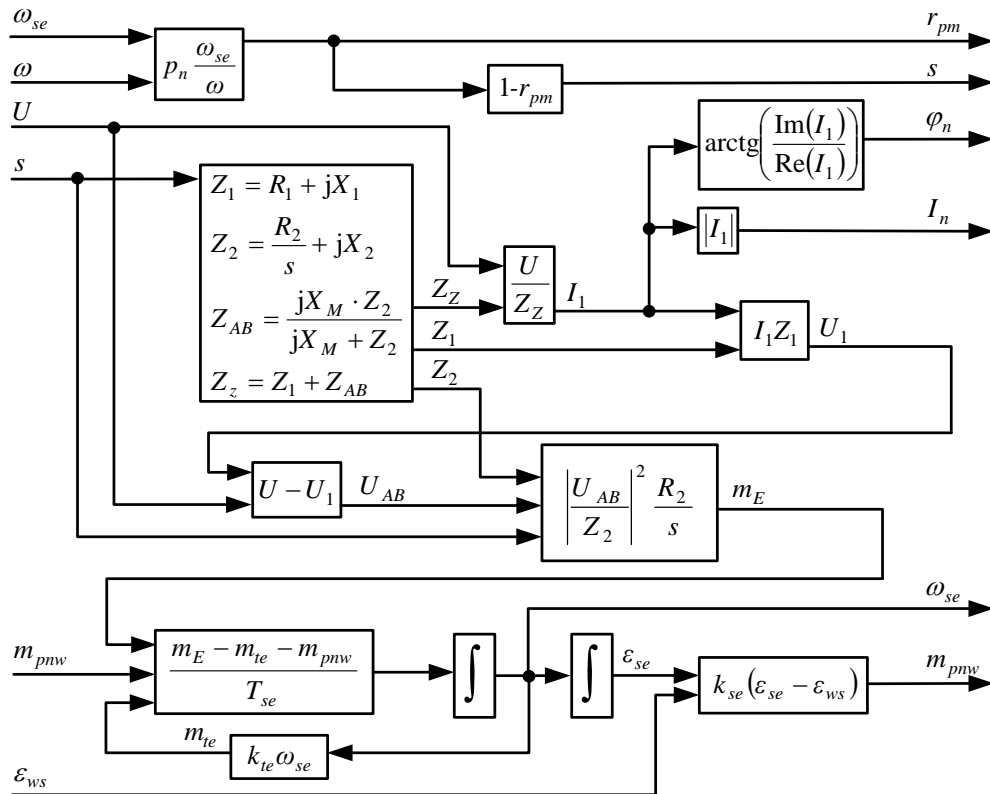 ω_se
r_pm
p_n ω_se/ω
ω
1-r_pm
s
U
arctg(Im(I_1)/Re(I_1))
φ_n
s
Z_1 = R_1 + jX_1
Z_2 = R_2/s + jX_2
Z_AB = jX_M · Z_2/jX_M + Z_2
Z_z = Z_1 + Z_AB
|I_1|
I_n
U/Z_Z
Z_Z
I_1
Z_1
I_1Z_1
U_1
Z_2
U − U_1
U_AB
|U_AB/Z_2|^2 R_2/s
m_E
ω_se
m_pnw
m_E − m_te − m_pnw/T_se
∫
∫
ε_se
k_se(ε_se − ε_ws)
m_pnw
m_te
k_te ω_se
ε_ws